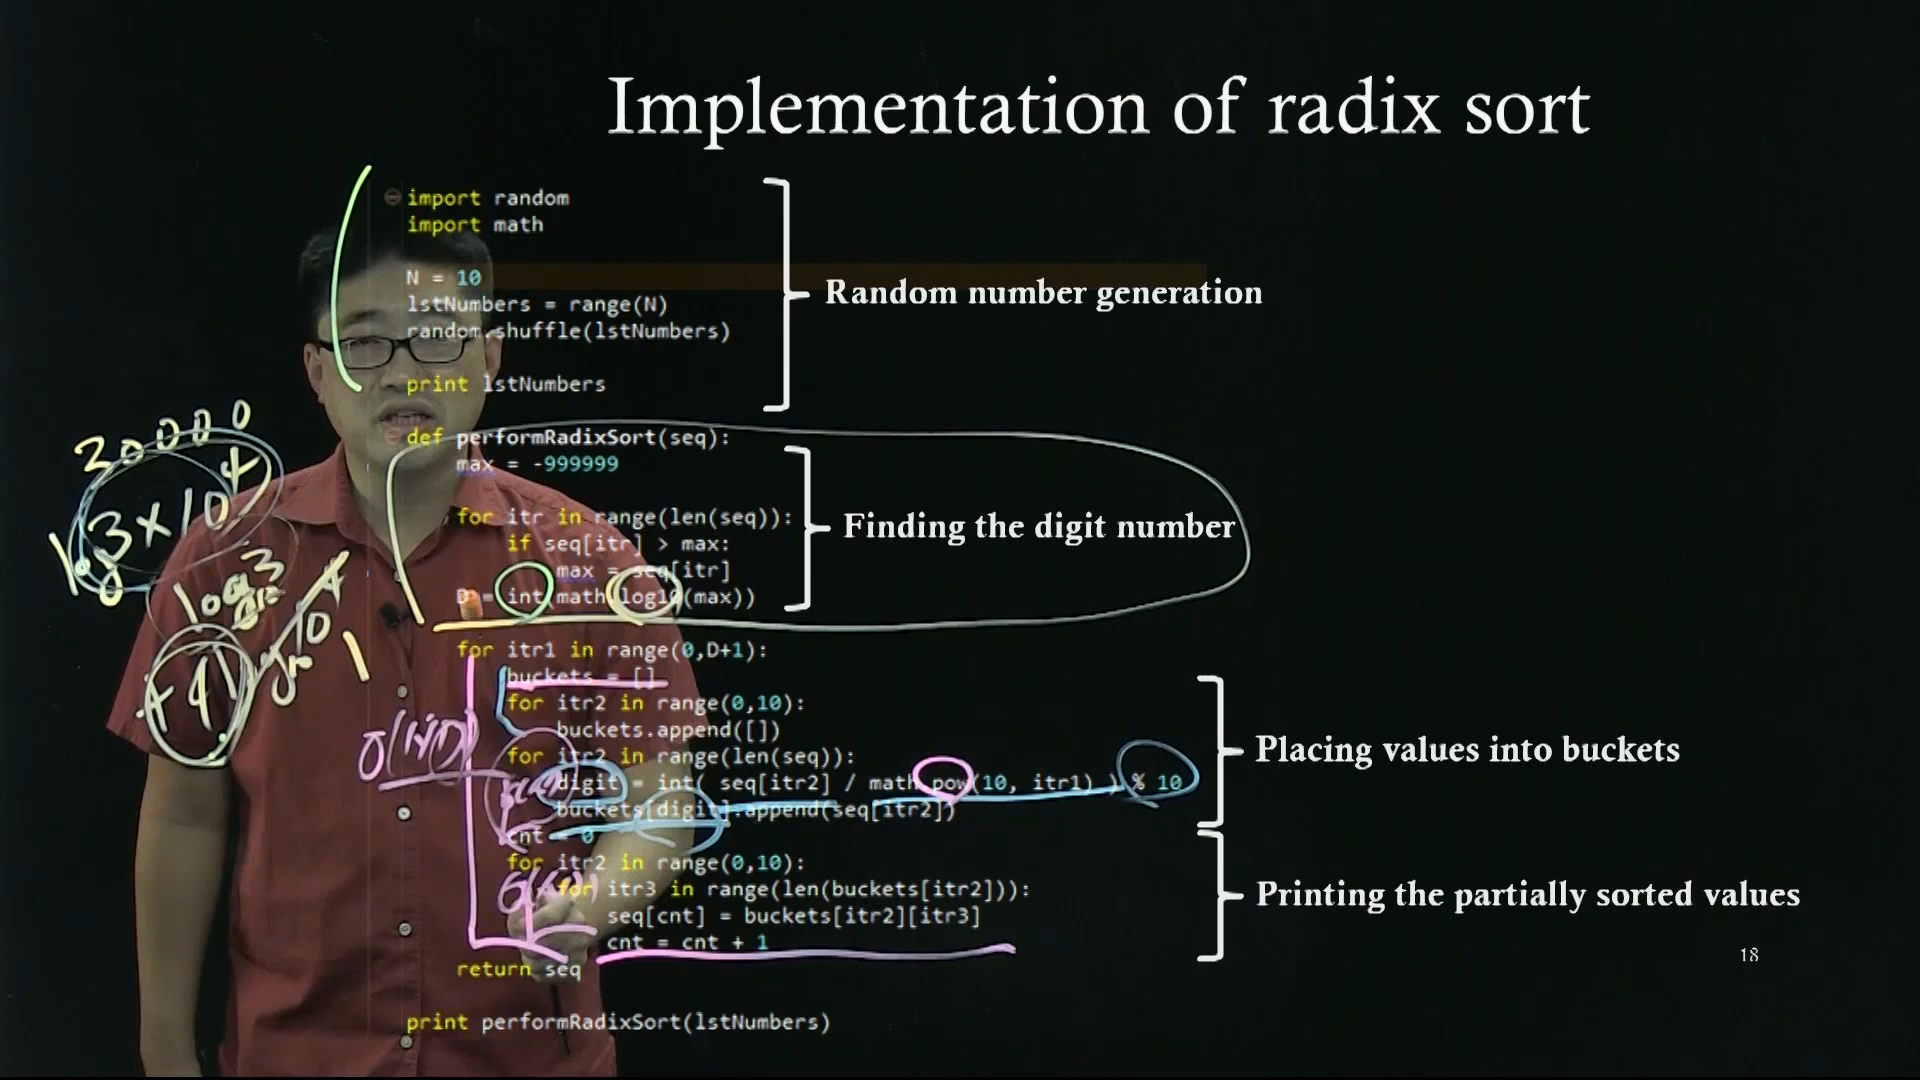 Implementation of radix sort
import random
import math
N = 10
lstNumbers = range(N)
random.shuffle(lstNumbers)
print lstNumbers
Random number generation
def performRadixSort(seq):
max = -999999
for itr in range(len(seq)):
if seq[itr] > max:
max = seq[itr]
D = int(math.log10(max))
Finding the digit number
for itr1 in range(0,D+1):
buckets = []
for itr2 in range(0,10):
buckets.append([])
for itr2 in range(len(seq)):
digit = int( seq[itr2] / math.pow(10, itr1) ) % 10
buckets[digit].append(seq[itr2])
Placing values into buckets
cnt = 0
for itr2 in range(0,10):
for itr3 in range(len(buckets[itr2])):
seq[cnt] = buckets[itr2][itr3]
cnt = cnt + 1
Printing the partially sorted values
return seq
print performRadixSort(lstNumbers)
18
30000
3×10